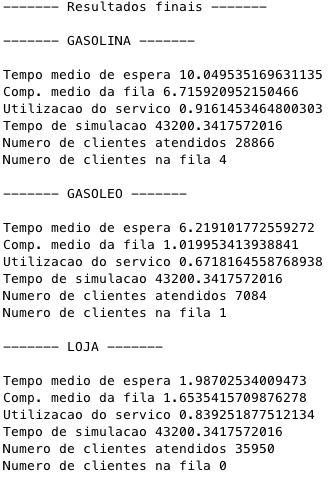 ------- Resultados finais -------
------- GASOLINA -------
Tempo medio de espera 10.049535169631135
Comp. medio da fila 6.715920952150466
Utilizacao do servico 0.9161453464800303
Tempo de simulacao 43200.3417572016
Numero de clientes atendidos 28866
Numero de clientes na fila 4
------- GASOLEO -------
Tempo medio de espera 6.219101772559272
Comp. medio da fila 1.019953413938841
Utilizacao do servico 0.6718164558768938
Tempo de simulacao 43200.3417572016
Numero de clientes atendidos 7084
Numero de clientes na fila 1
------- LOJA -------
Tempo medio de espera 1.98702534009473
Comp. medio da fila 1.6535415709876278
Utilizacao do servico 0.839251877512134
Tempo de simulacao 43200.3417572016
Numero de clientes atendidos 35950
Numero de clientes na fila 0